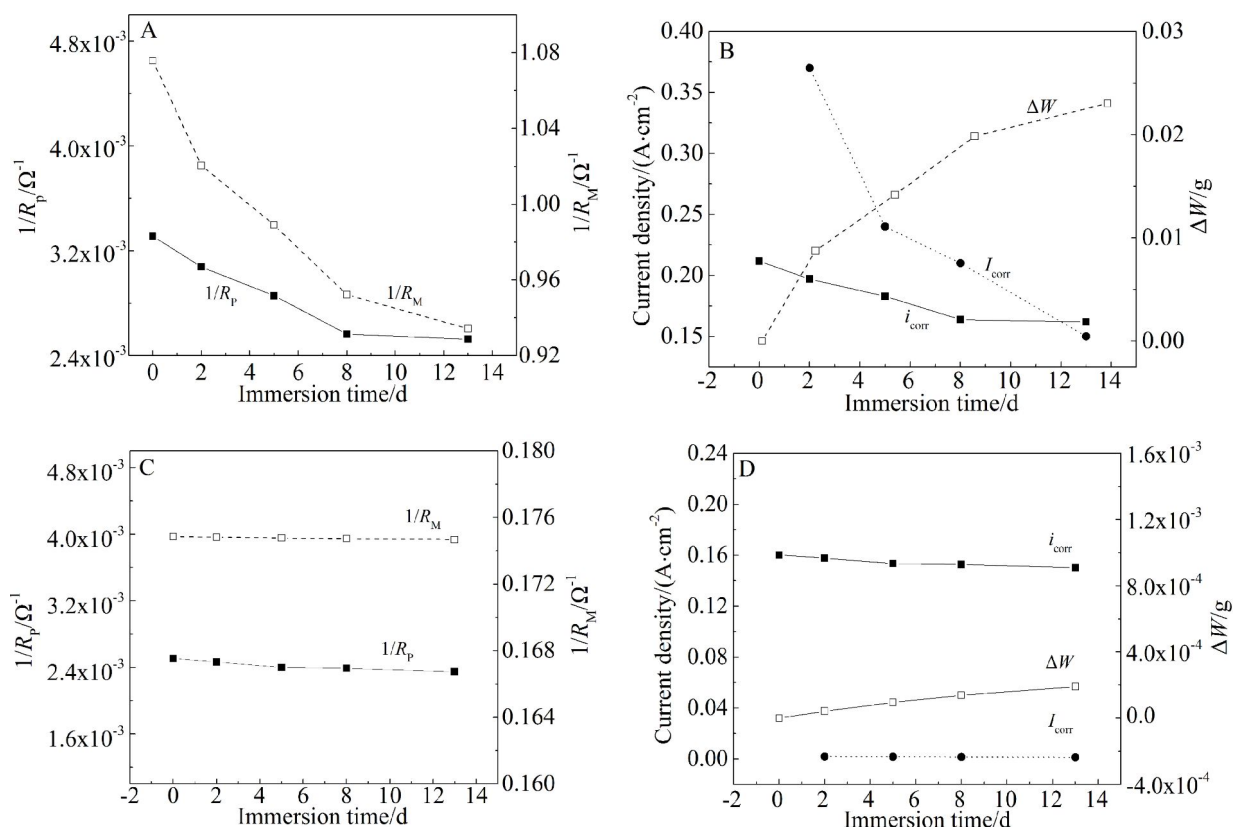 A
4.8x10⁻³
4.0x10⁻³
3.2x10⁻³
2.4x10⁻³
1/Rp/Ω⁻¹
1.08
1.04
1.00
0.96
0.92
1/RM/Ω⁻¹
1/RP
1/RM
0 2 4 6 8 10 12 14
Immersion time/d
B
0.40
0.35
0.30
0.25
0.20
0.15
Current density/(A·cm⁻²)
0.03
0.02
0.01
0.00
ΔW/g
ΔW
Icorr
icorr
-2 0 2 4 6 8 10 12 14
Immersion time/d
C
4.8x10⁻³
4.0x10⁻³
3.2x10⁻³
2.4x10⁻³
1.6x10⁻³
1/RP/Ω⁻¹
0.180
0.176
0.172
0.168
0.164
0.160
1/RM/Ω⁻¹
1/RM
1/RP
-2 0 2 4 6 8 10 12 14
Immersion time/d
D
0.24
0.20
0.16
0.12
0.08
0.04
0.00
Current density/(A·cm⁻²)
1.6x10⁻³
1.2x10⁻³
8.0x10⁻⁴
4.0x10⁻⁴
0.0
-4.0x10⁻⁴
ΔW/g
icorr
ΔW
Icorr
-2 0 2 4 6 8 10 12 14
Immersion time/d